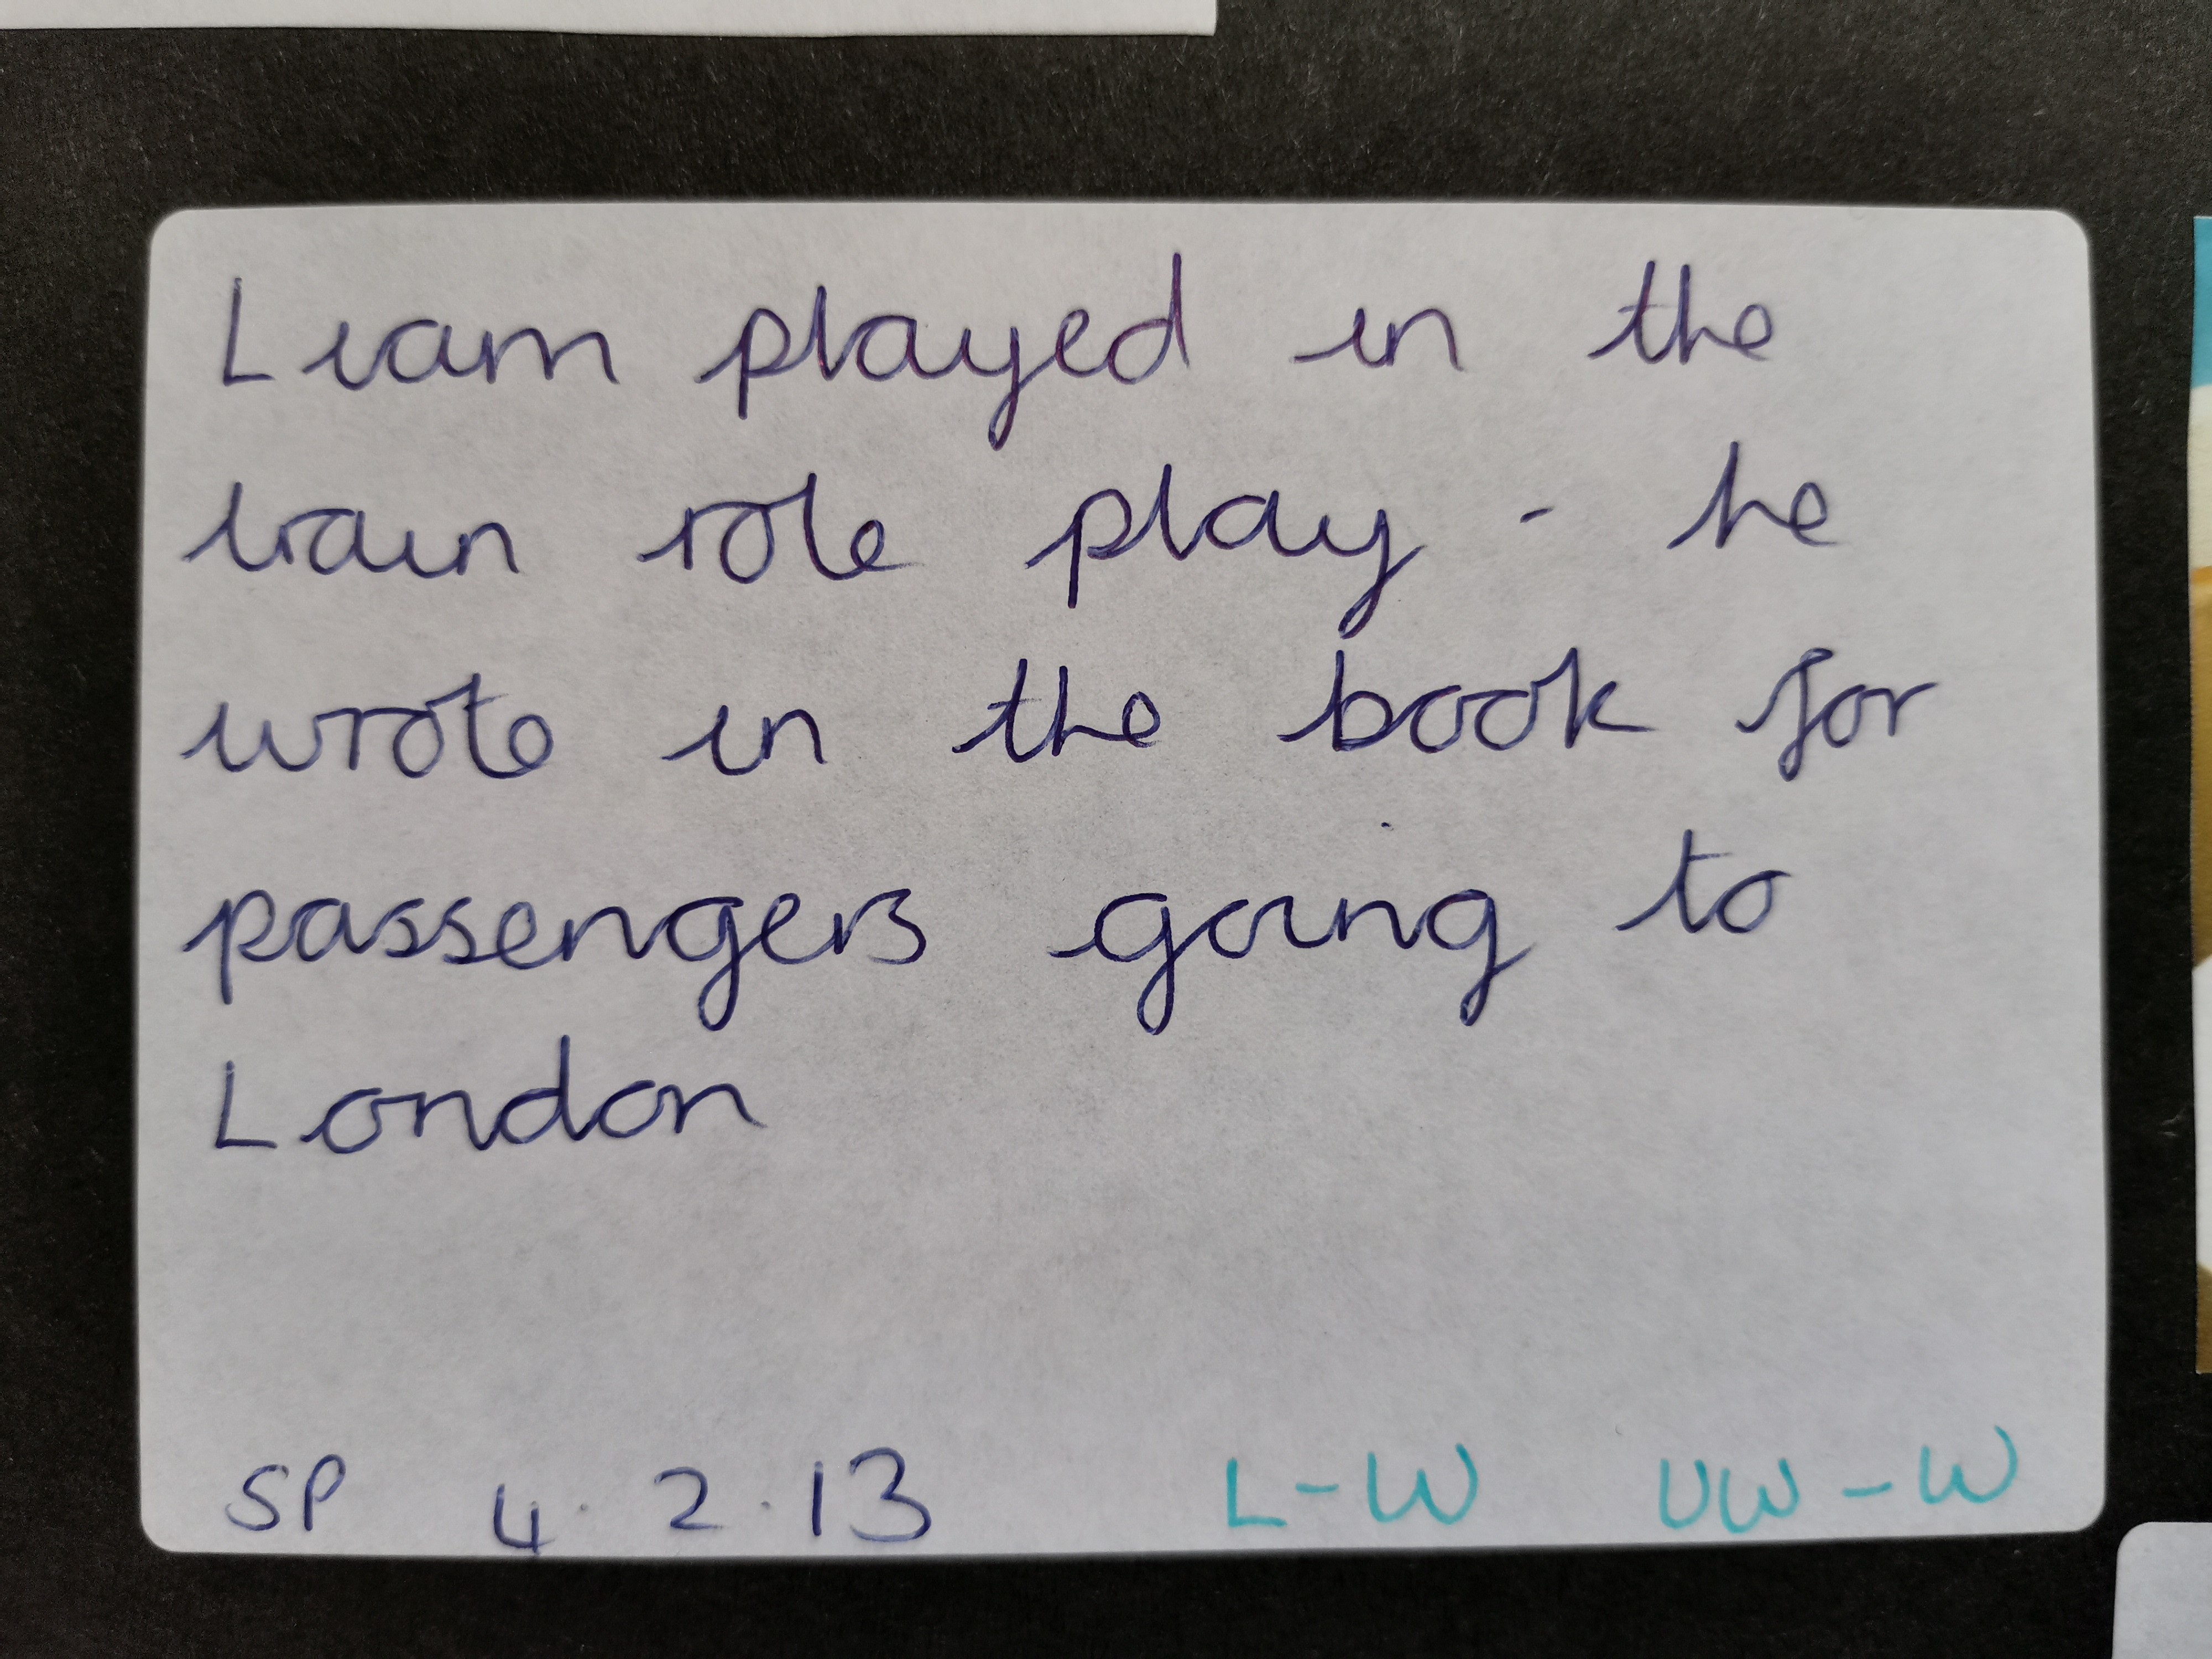 Liam played in the
train role play - he
wrote in the book for
passengers going to
London
SP 4.2.13 L-W UW-W